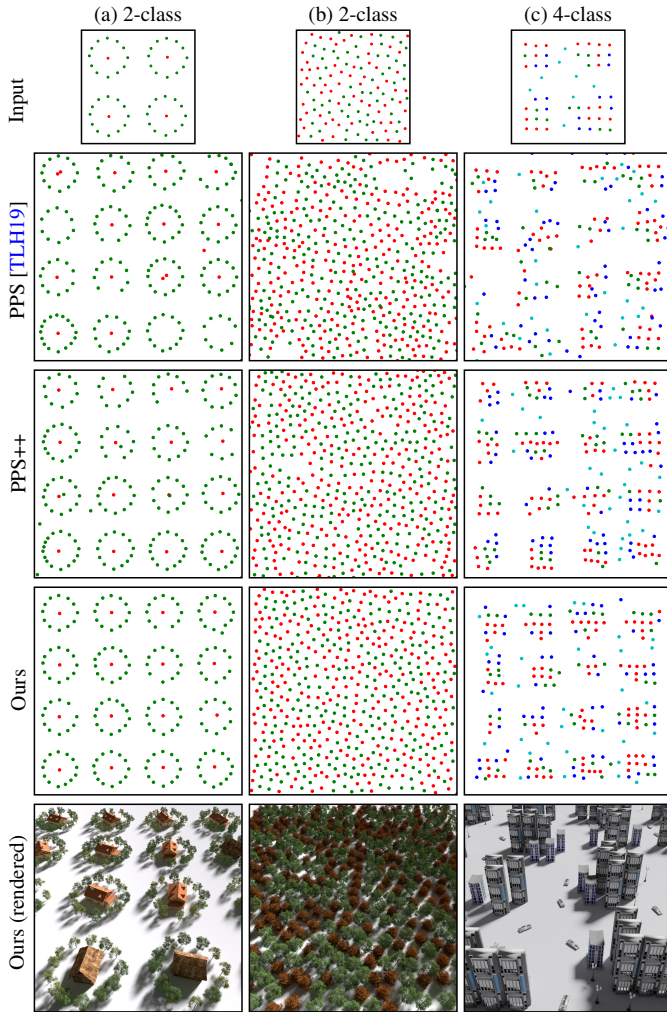 (a) 2-class
(b) 2-class
(c) 4-class
Input
PPS [TLH19]
PPS++
Ours
Ours (rendered)